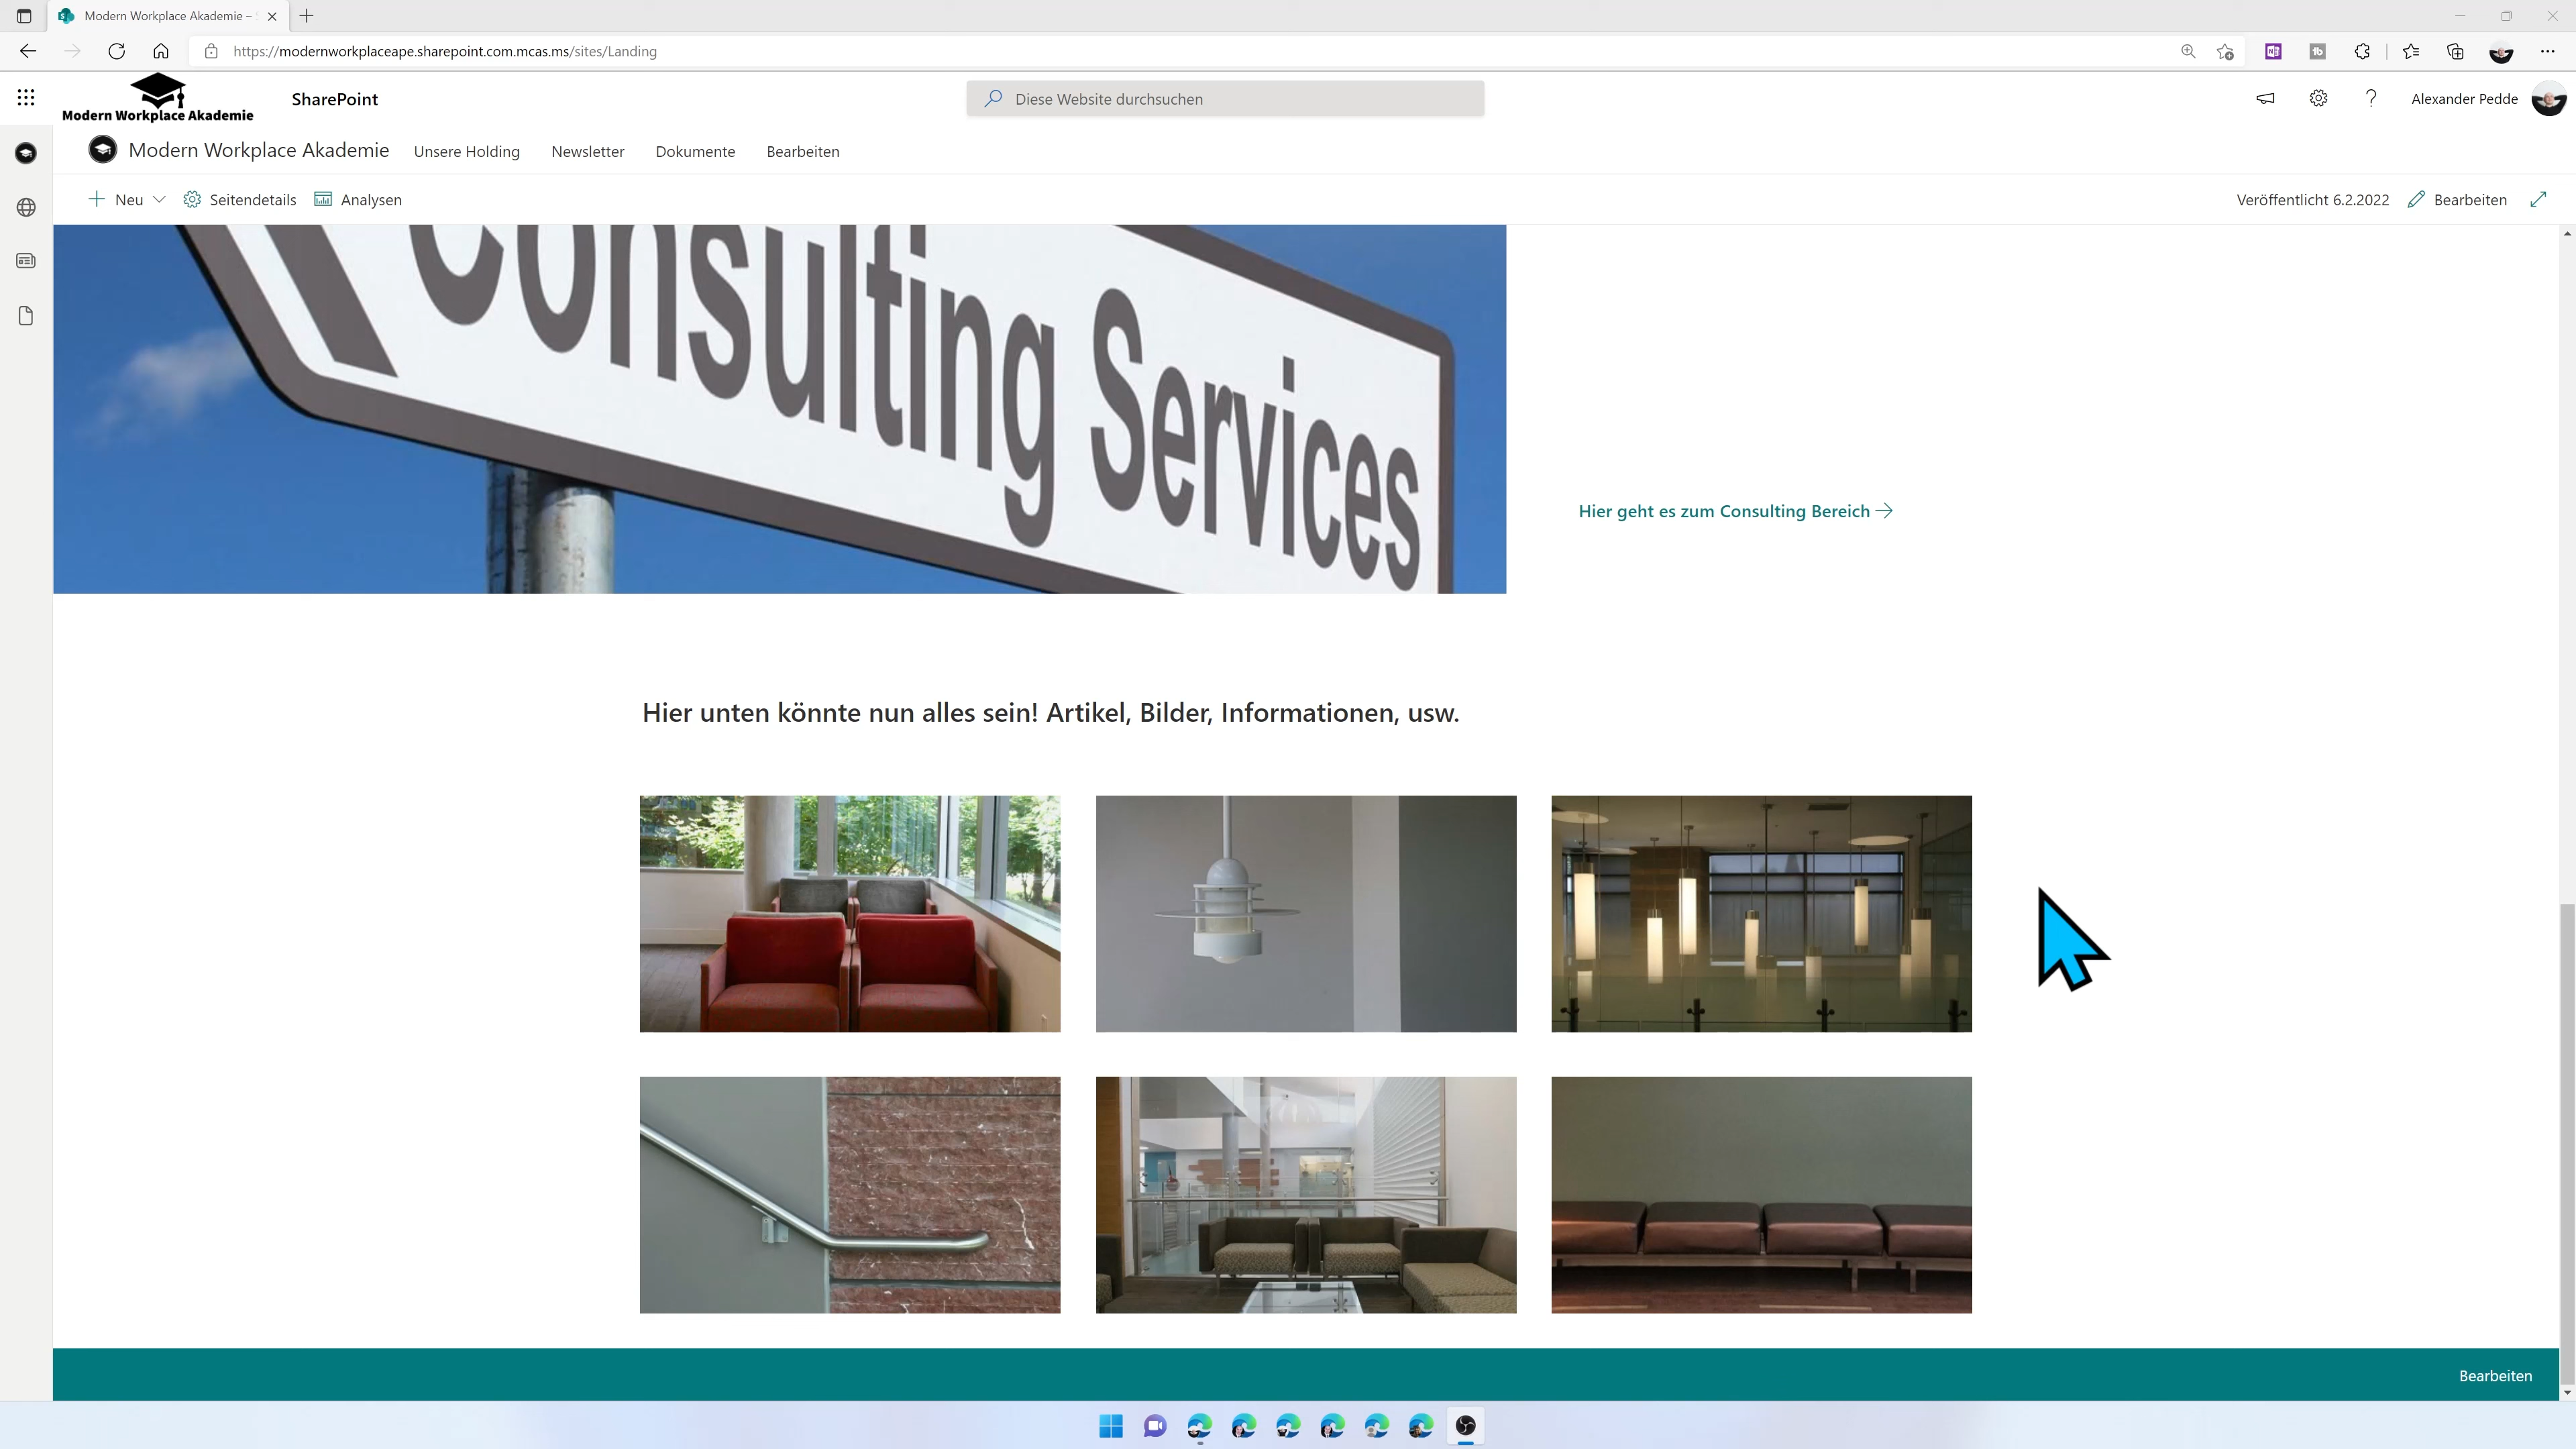 Modern Workplace Akademie –
https://modernworkplaceape.sharepoint.com.mcas.ms/sites/Landing
Modern Workplace Akademie
SharePoint
Diese Website durchsuchen
Alexander Pedde
Modern Workplace Akademie
Unsere Holding
Newsletter
Dokumente
Bearbeiten
Neu
Seitendetails
Analysen
Veröffentlicht 6.2.2022
Bearbeiten
Consulting Services
Hier geht es zum Consulting Bereich
Hier unten könnte nun alles sein! Artikel, Bilder, Informationen, usw.
Bearbeiten